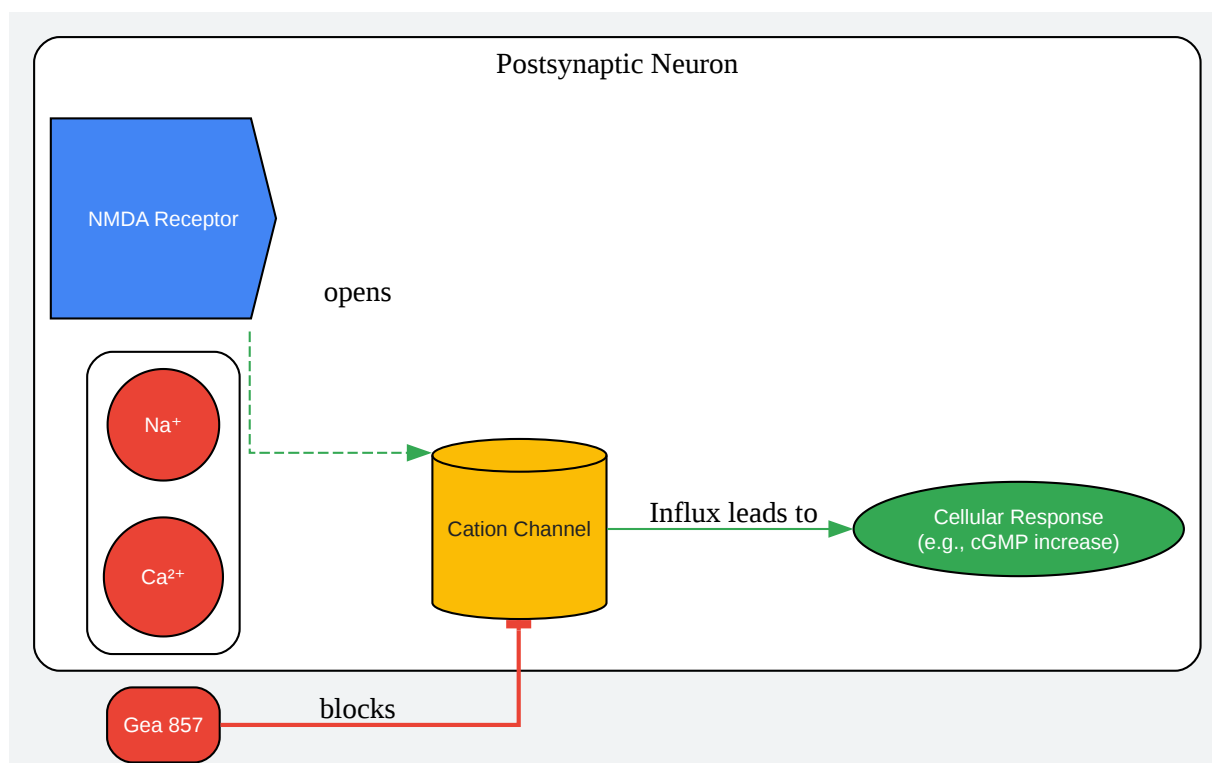 Postsynaptic Neuron
NMDA Receptor
opens
Na⁺
Cation Channel
Influx leads to
Cellular Response
(e.g., cGMP increase)
Ca²⁺
blocks
Gea 857